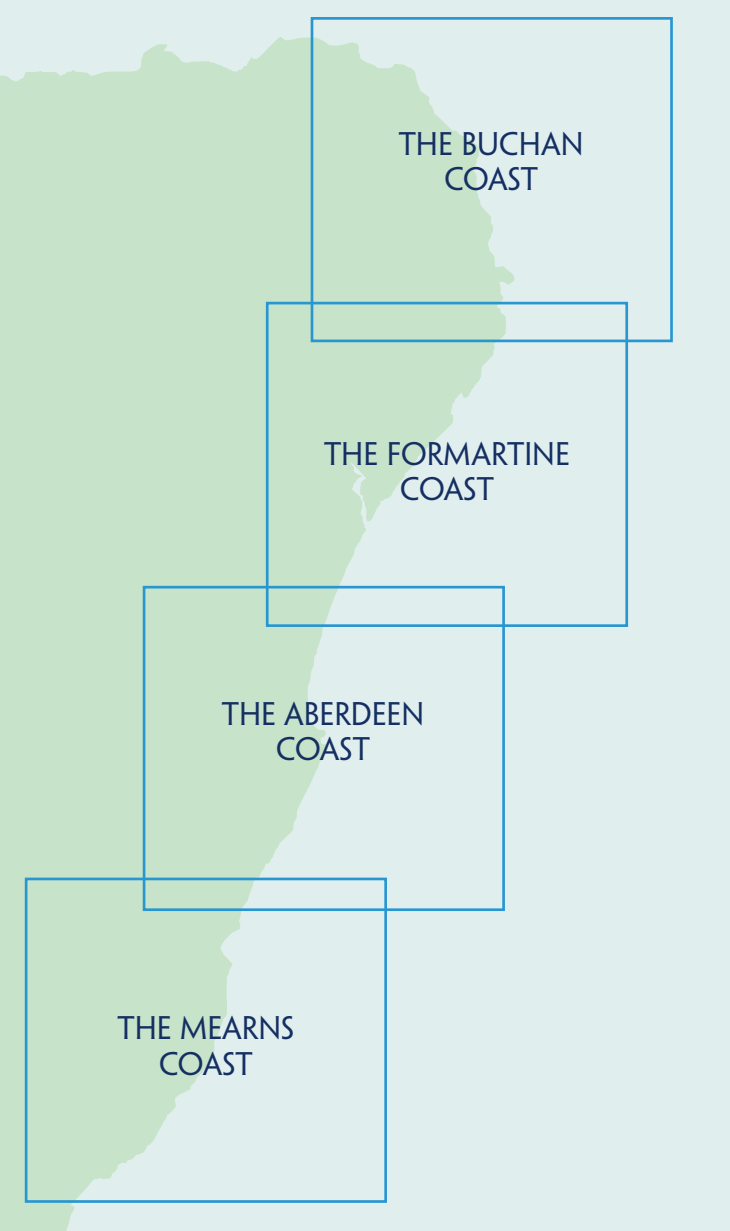 THE BUCHAN
COAST
THE FORMARTINE
COAST
THE ABERDEEN
COAST
THE MEARNS
COAST